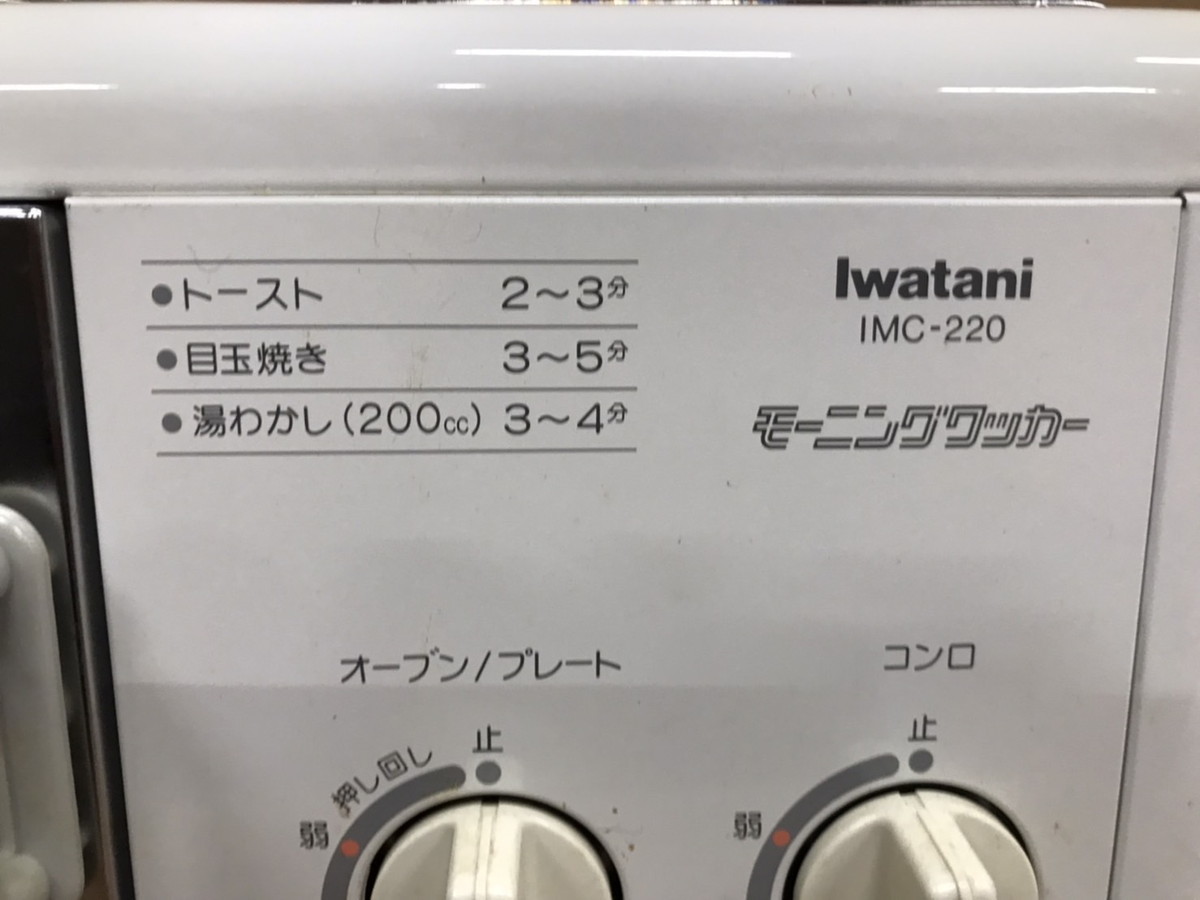 ●トースト 2〜3分
●目玉焼き 3〜5分
●湯わかし(200cc) 3〜4分
Iwatani
IMC-220
モーニングワッカー
オーブン/プレート
止
押し回し
弱
コンロ
止
弱